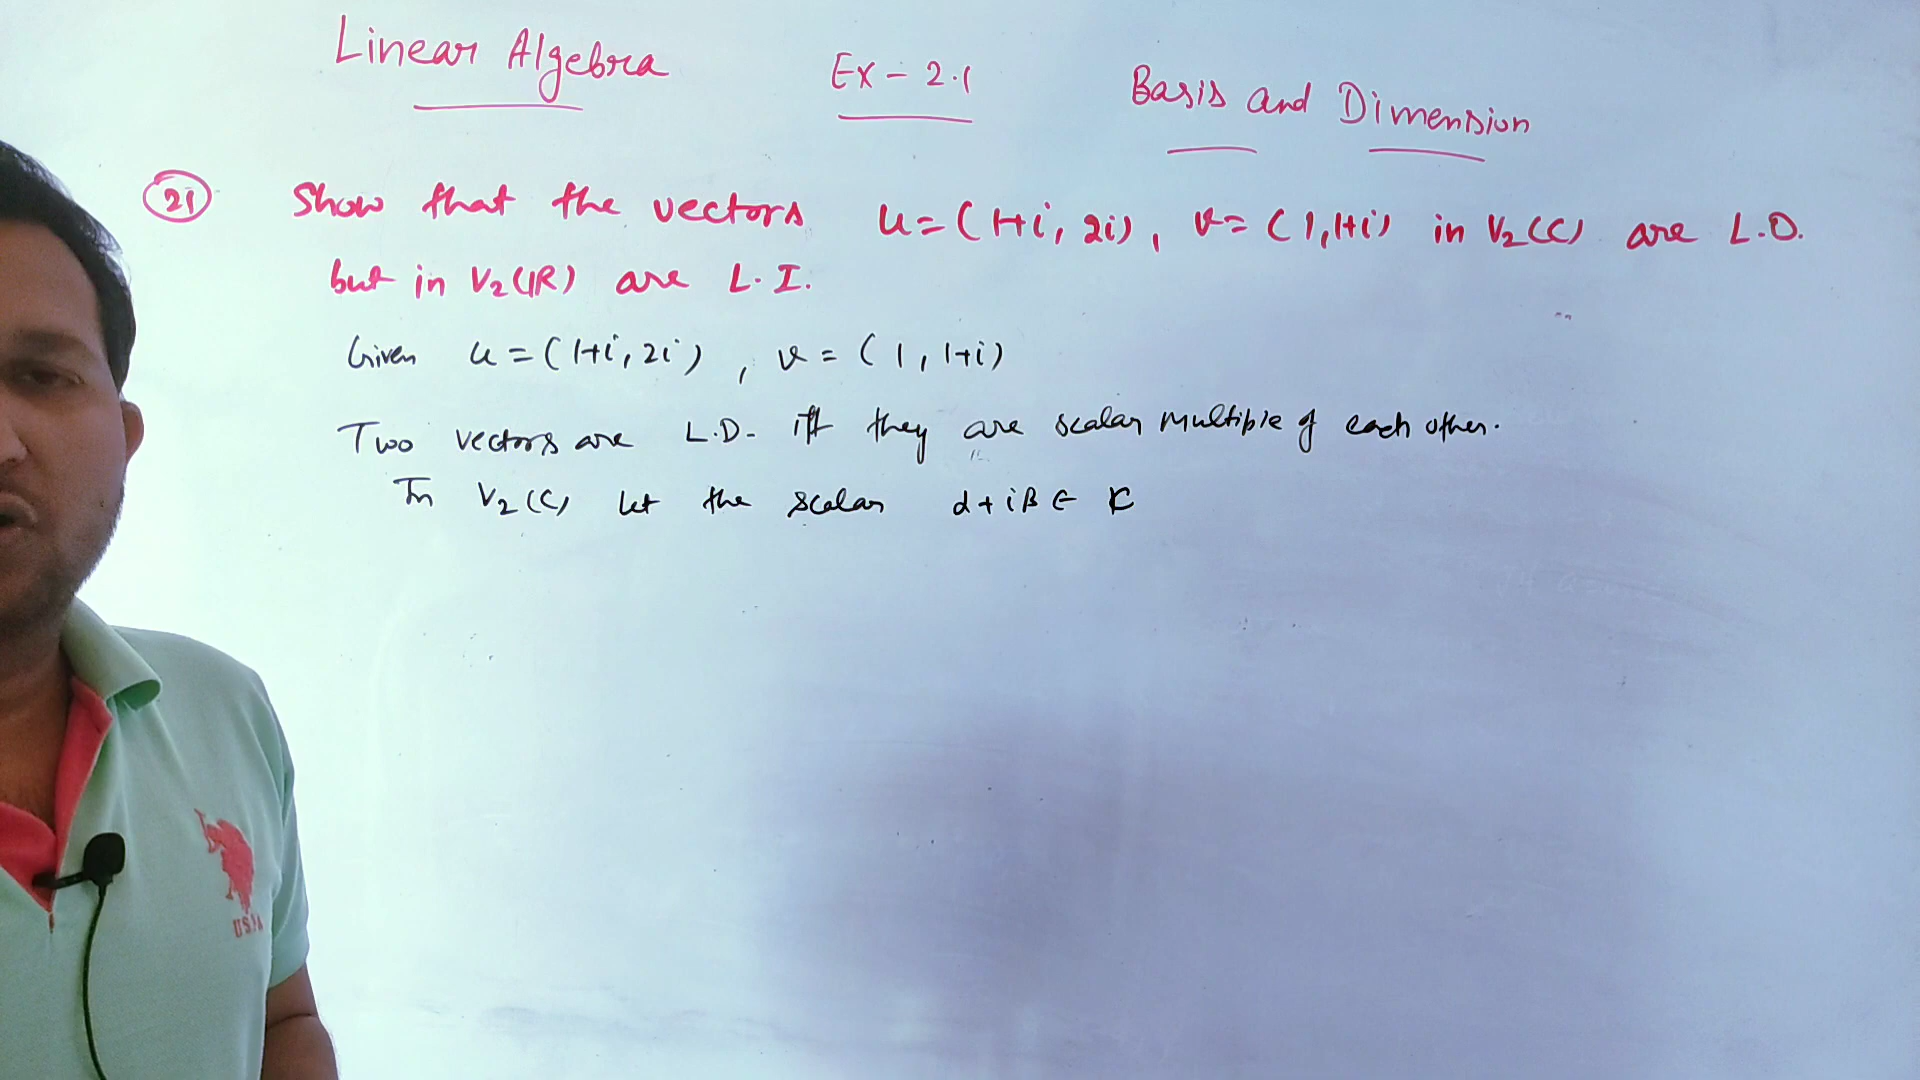 Linear Algebra Ex - 2.1 Basis and Dimension
21 Show that the vectors u = (1+i, 2i), v = (1, 1+i) in V₂(C) are L.D.
but in V₂(IR) are L.I.
Given u = (1+i, 2i), v = (1, 1+i)
Two vectors are L.D. iff they are scalar multiple of each other.
In V₂(C) let the scalar α + iβ ∈ ℂ
USPA